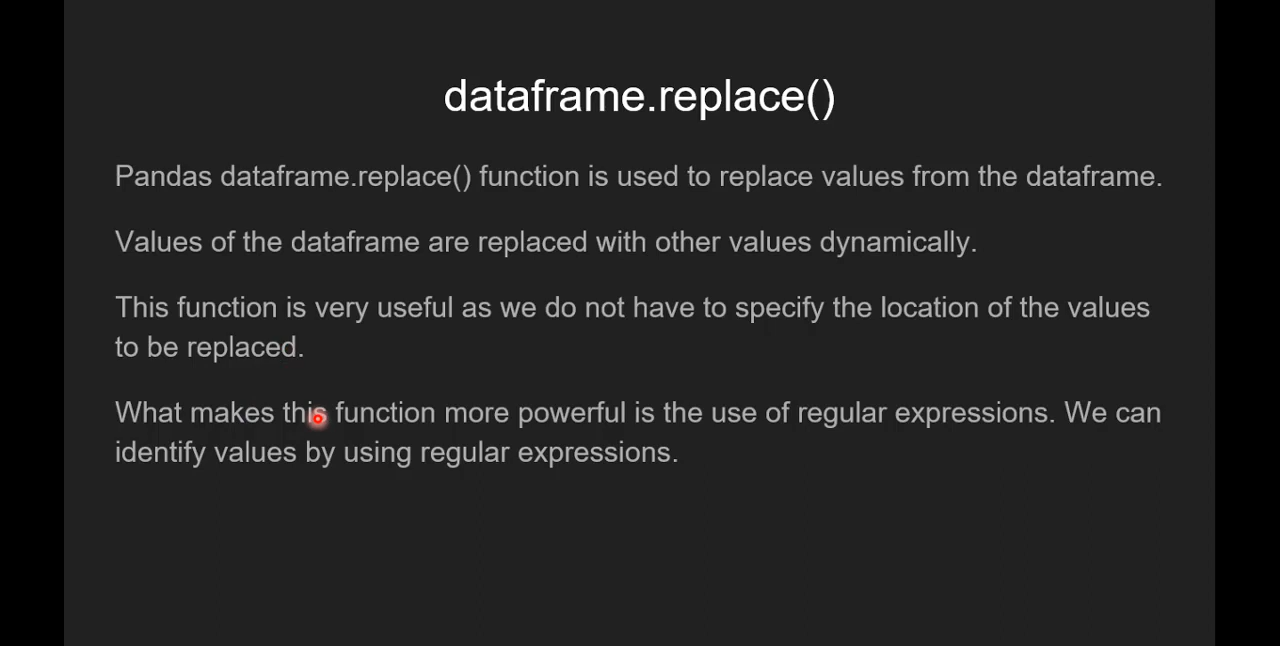 dataframe.replace()
Pandas dataframe.replace() function is used to replace values from the dataframe.
Values of the dataframe are replaced with other values dynamically.
This function is very useful as we do not have to specify the location of the values
to be replaced.
What makes this function more powerful is the use of regular expressions. We can
identify values by using regular expressions.